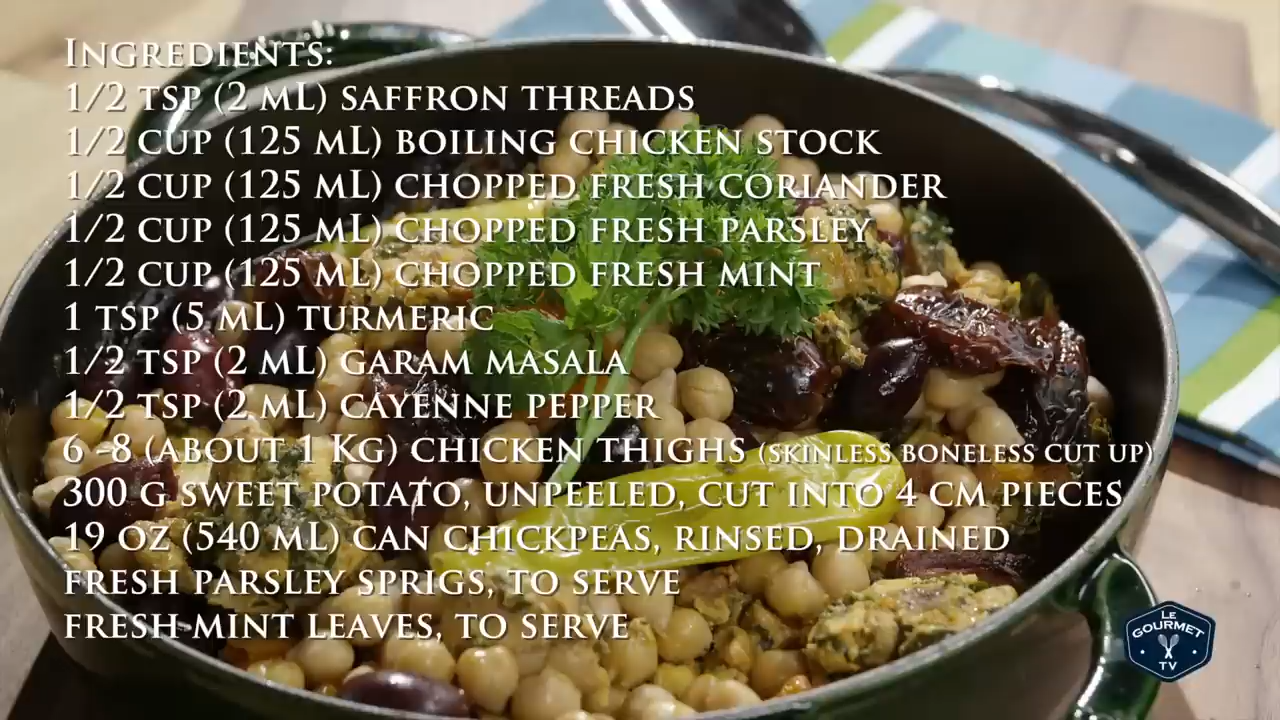 Ingredients:
1/2 tsp (2 mL) saffron threads
1/2 cup (125 mL) boiling chicken stock
1/2 cup (125 mL) chopped fresh coriander
1/2 cup (125 mL) chopped fresh parsley
1/2 cup (125 mL) chopped fresh mint
1 tsp (5 mL) turmeric
1/2 tsp (2 mL) garam masala
1/2 tsp (2 mL) cayenne pepper
6 -8 (about 1 Kg) chicken thighs (skinless boneless cut up)
300 g sweet potato, unpeeled, cut into 4 cm pieces
19 oz (540 mL) can chickpeas, rinsed, drained
fresh parsley sprigs, to serve
fresh mint leaves, to serve
LE
GOURMET
TV